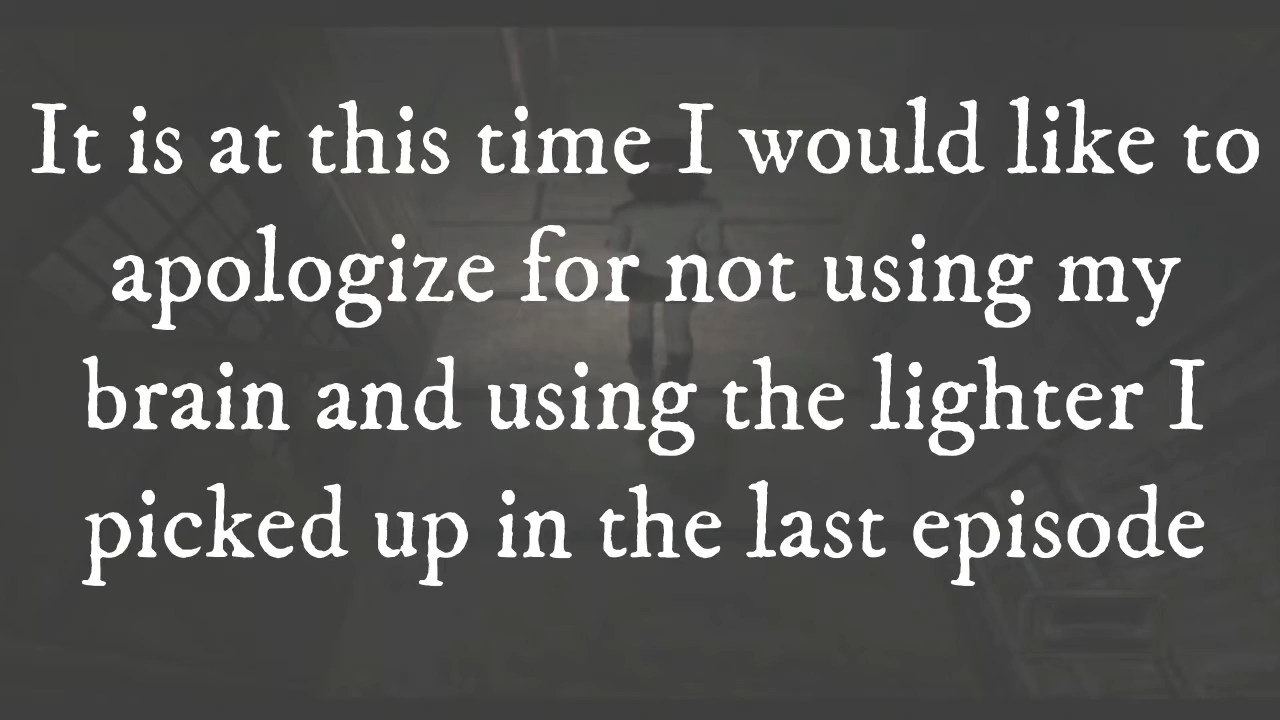 It is at this time I would like to
apologize for not using my
brain and using the lighter I
picked up in the last episode